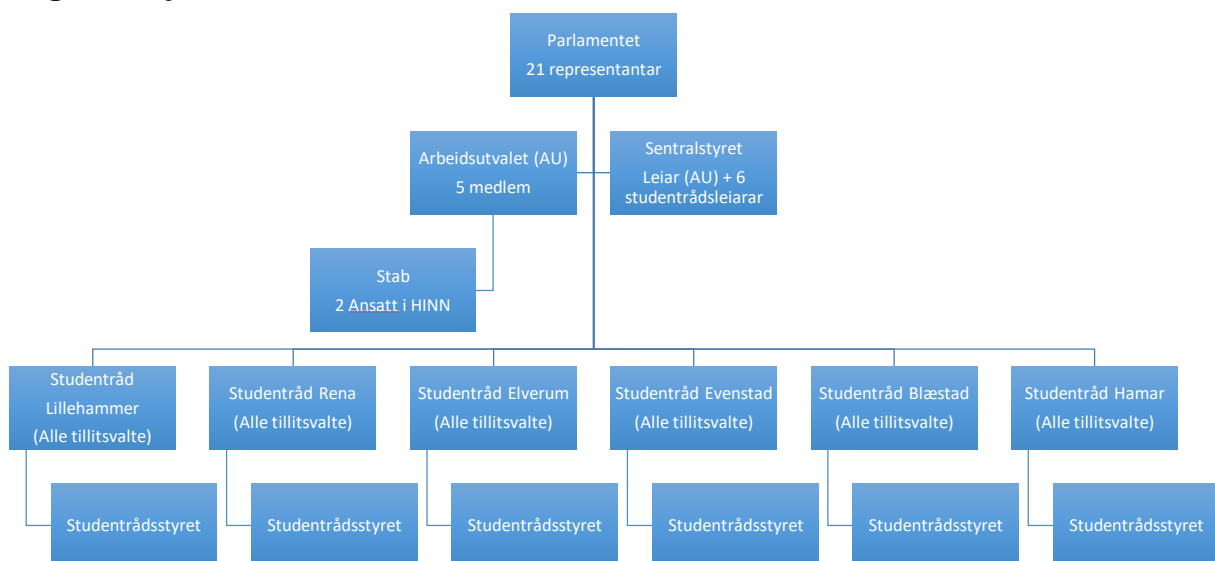 Parlamentet
21 representantar
Arbeidsutvalet (AU)
5 medlem
Sentralstyret
Leiar (AU) + 6
studentrådsleiarar
Stab
2 Ansatt i HINN
Studentråd
Lillehammer
(Alle tillitsvalte)
Studentråd Rena
(Alle tillitsvalte)
Studentråd Elverum
(Alle tillitsvalte)
Studentråd Evenstad
(Alle tillitsvalte)
Studentråd Blæstad
(Alle tillitsvalte)
Studentråd Hamar
(Alle tillitsvalte)
Studentrådsstyret
Studentrådsstyret
Studentrådsstyret
Studentrådsstyret
Studentrådsstyret
Studentrådsstyret